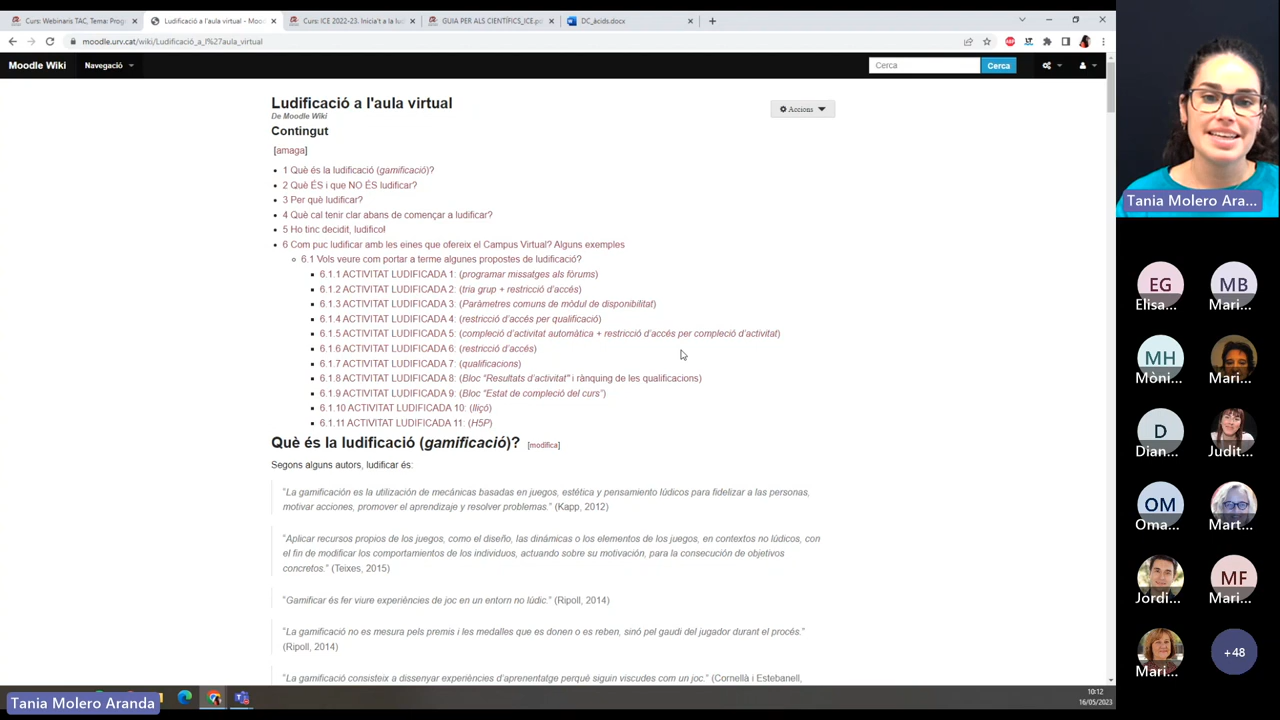 Curs: Webinaris TAC, Tema: Prog
Ludificació a l'aula virtual - Moo
Curs: ICE 2022-23. Inicia't a la lu
GUIA PER ALS CIENTÍFICS_ICE.pd
DC_àcids.docx
moodle.urv.cat/wiki/Ludificació_a_l%27aula_virtual
Moodle Wiki
Navegació
Cerca
Cerca
Ludificació a l'aula virtual
Accions
De Moodle Wiki
Contingut
[amaga]
1 Què és la ludificació (gamificació)?
2 Què ÉS i que NO ÉS ludificar?
3 Per què ludificar?
4 Què cal tenir clar abans de començar a ludificar?
5 Ho tinc decidit, ludifico!
6 Com puc ludificar amb les eines que ofereix el Campus Virtual? Alguns exemples
6.1 Vols veure com portar a terme algunes propostes de ludificació?
6.1.1 ACTIVITAT LUDIFICADA 1: (programar missatges als fòrums)
6.1.2 ACTIVITAT LUDIFICADA 2: (tria grup + restricció d'accés)
6.1.3 ACTIVITAT LUDIFICADA 3: (Paràmetres comuns de mòdul de disponibilitat)
6.1.4 ACTIVITAT LUDIFICADA 4: (restricció d'accés per qualificació)
6.1.5 ACTIVITAT LUDIFICADA 5: (compleció d'activitat automàtica + restricció d'accés per compleció d'activitat)
6.1.6 ACTIVITAT LUDIFICADA 6: (restricció d'accés)
6.1.7 ACTIVITAT LUDIFICADA 7: (qualificacions)
6.1.8 ACTIVITAT LUDIFICADA 8: (Bloc "Resultats d'activitat" i rànquing de les qualificacions)
6.1.9 ACTIVITAT LUDIFICADA 9: (Bloc "Estat de compleció del curs")
6.1.10 ACTIVITAT LUDIFICADA 10: (lliçó)
6.1.11 ACTIVITAT LUDIFICADA 11: (H5P)
Què és la ludificació (gamificació)? [modifica]
Segons alguns autors, ludificar és:
"La gamificación es la utilización de mecánicas basadas en juegos, estética y pensamiento lúdicos para fidelizar a las personas,
motivar acciones, promover el aprendizaje y resolver problemas." (Kapp, 2012)
"Aplicar recursos propios de los juegos, como el diseño, las dinámicas o los elementos de los juegos, en contextos no lúdicos, con
el fin de modificar los comportamientos de los individuos, actuando sobre su motivación, para la consecución de objetivos
concretos." (Teixes, 2015)
"Gamificar és fer viure experiències de joc en un entorn no lúdic." (Ripoll, 2014)
"La gamificació no es mesura pels premis i les medalles que es donen o es reben, sinó pel gaudi del jugador durant el procés."
(Ripoll, 2014)
"La gamificació consisteix a dissenyar experiències d'aprenentatge perquè siguin viscudes com un joc." (Cornellà i Estebanell,
10:12
16/05/2023
Tania Molero Aranda
Tania Molero Ara...
EG
Elisa...
MB
Mari...
MH
Mòni...
Mari...
D
Dian...
Judit...
OM
Oma...
Mart...
Jordi...
MF
Mari...
Mari...
+48